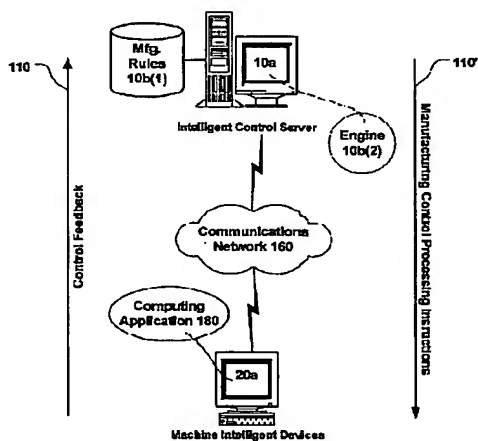 110
Mfg.
Rules
10b(1)
10a
110'
Intelligent Control Server
Engine
10b(2)
Control Feedback
Manufacturing Control Processing Instructions
Communications
Network 160
Computing
Application 180
20a
Machine Intelligent Devices